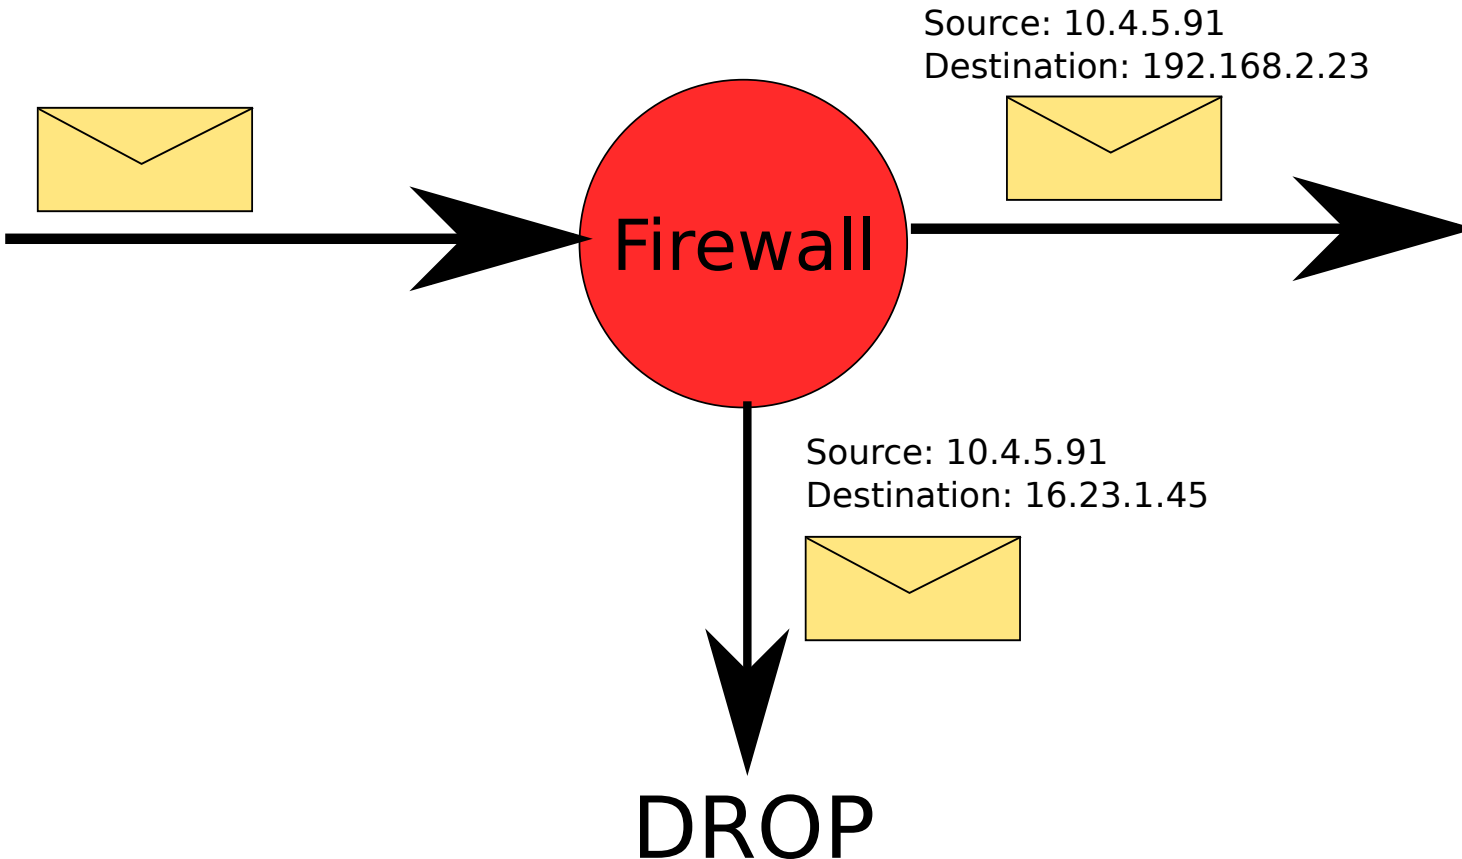 Source: 10.4.5.91
Destination: 192.168.2.23
Firewall
Source: 10.4.5.91
Destination: 16.23.1.45
DROP